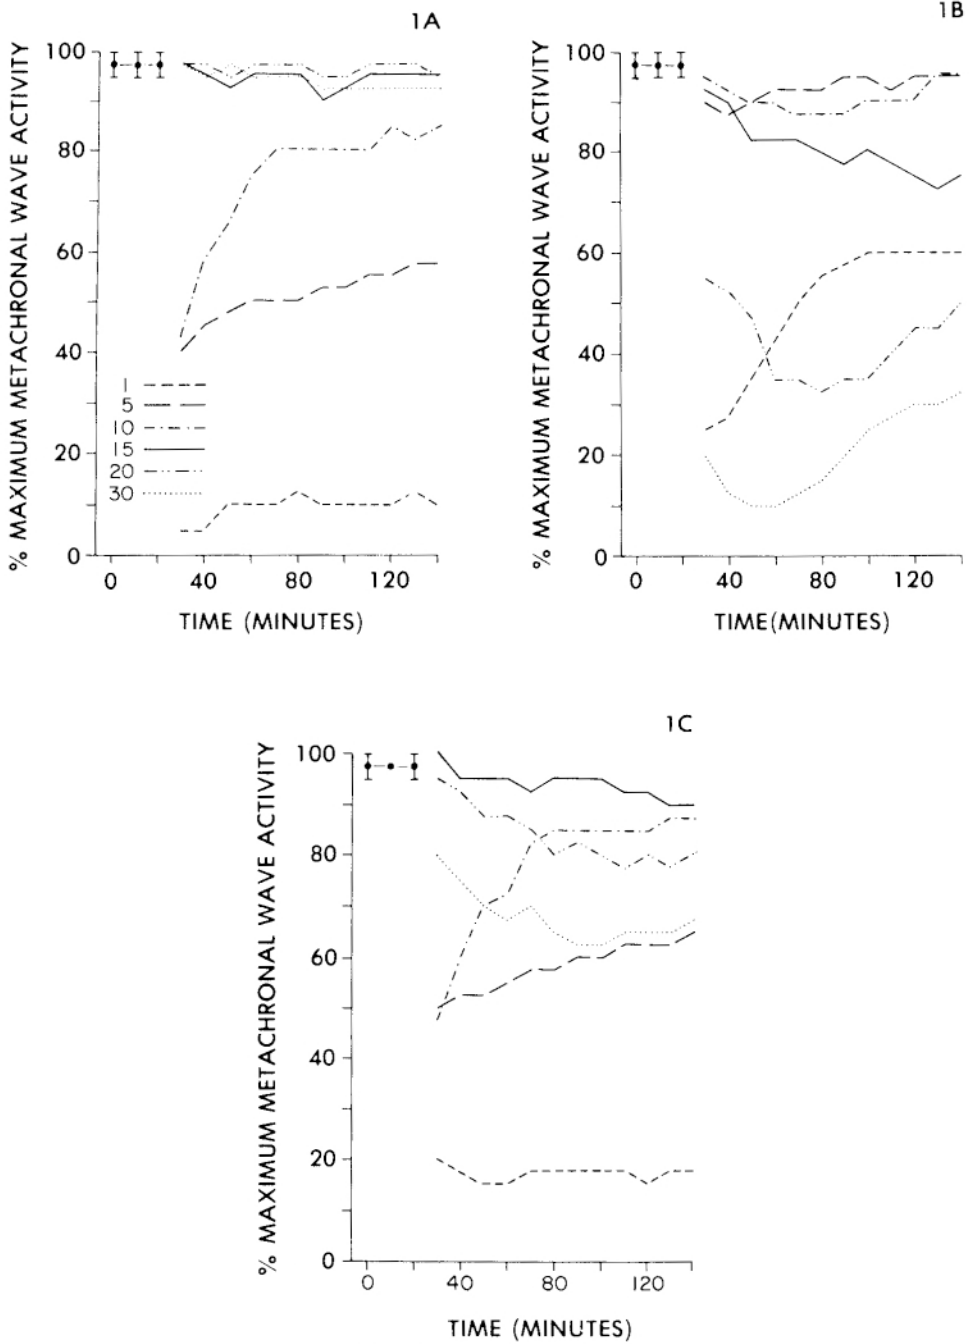 1A
% MAXIMUM METACHRONAL WAVE ACTIVITY
100
80
60
40
20
0
1
5
10
15
20
30
0 40 80 120
TIME (MINUTES)
1B
% MAXIMUM METACHRONAL WAVE ACTIVITY
100
80
60
40
20
0
0 40 80 120
TIME(MINUTES)
1C
% MAXIMUM METACHRONAL WAVE ACTIVITY
100
80
60
40
20
0
0 40 80 120
TIME (MINUTES)